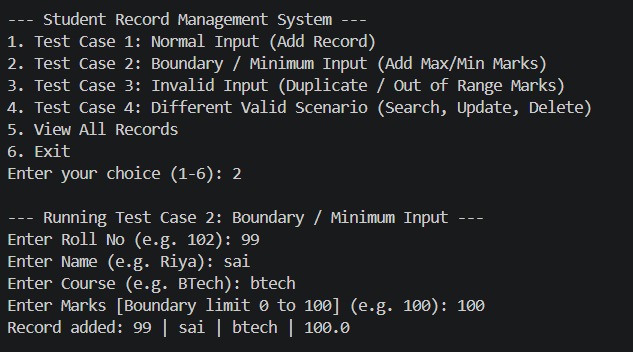 --- Student Record Management System ---
1. Test Case 1: Normal Input (Add Record)
2. Test Case 2: Boundary / Minimum Input (Add Max/Min Marks)
3. Test Case 3: Invalid Input (Duplicate / Out of Range Marks)
4. Test Case 4: Different Valid Scenario (Search, Update, Delete)
5. View All Records
6. Exit
Enter your choice (1-6): 2

--- Running Test Case 2: Boundary / Minimum Input ---
Enter Roll No (e.g. 102): 99
Enter Name (e.g. Riya): sai
Enter Course (e.g. BTech): btech
Enter Marks [Boundary limit 0 to 100] (e.g. 100): 100
Record added: 99 | sai | btech | 100.0